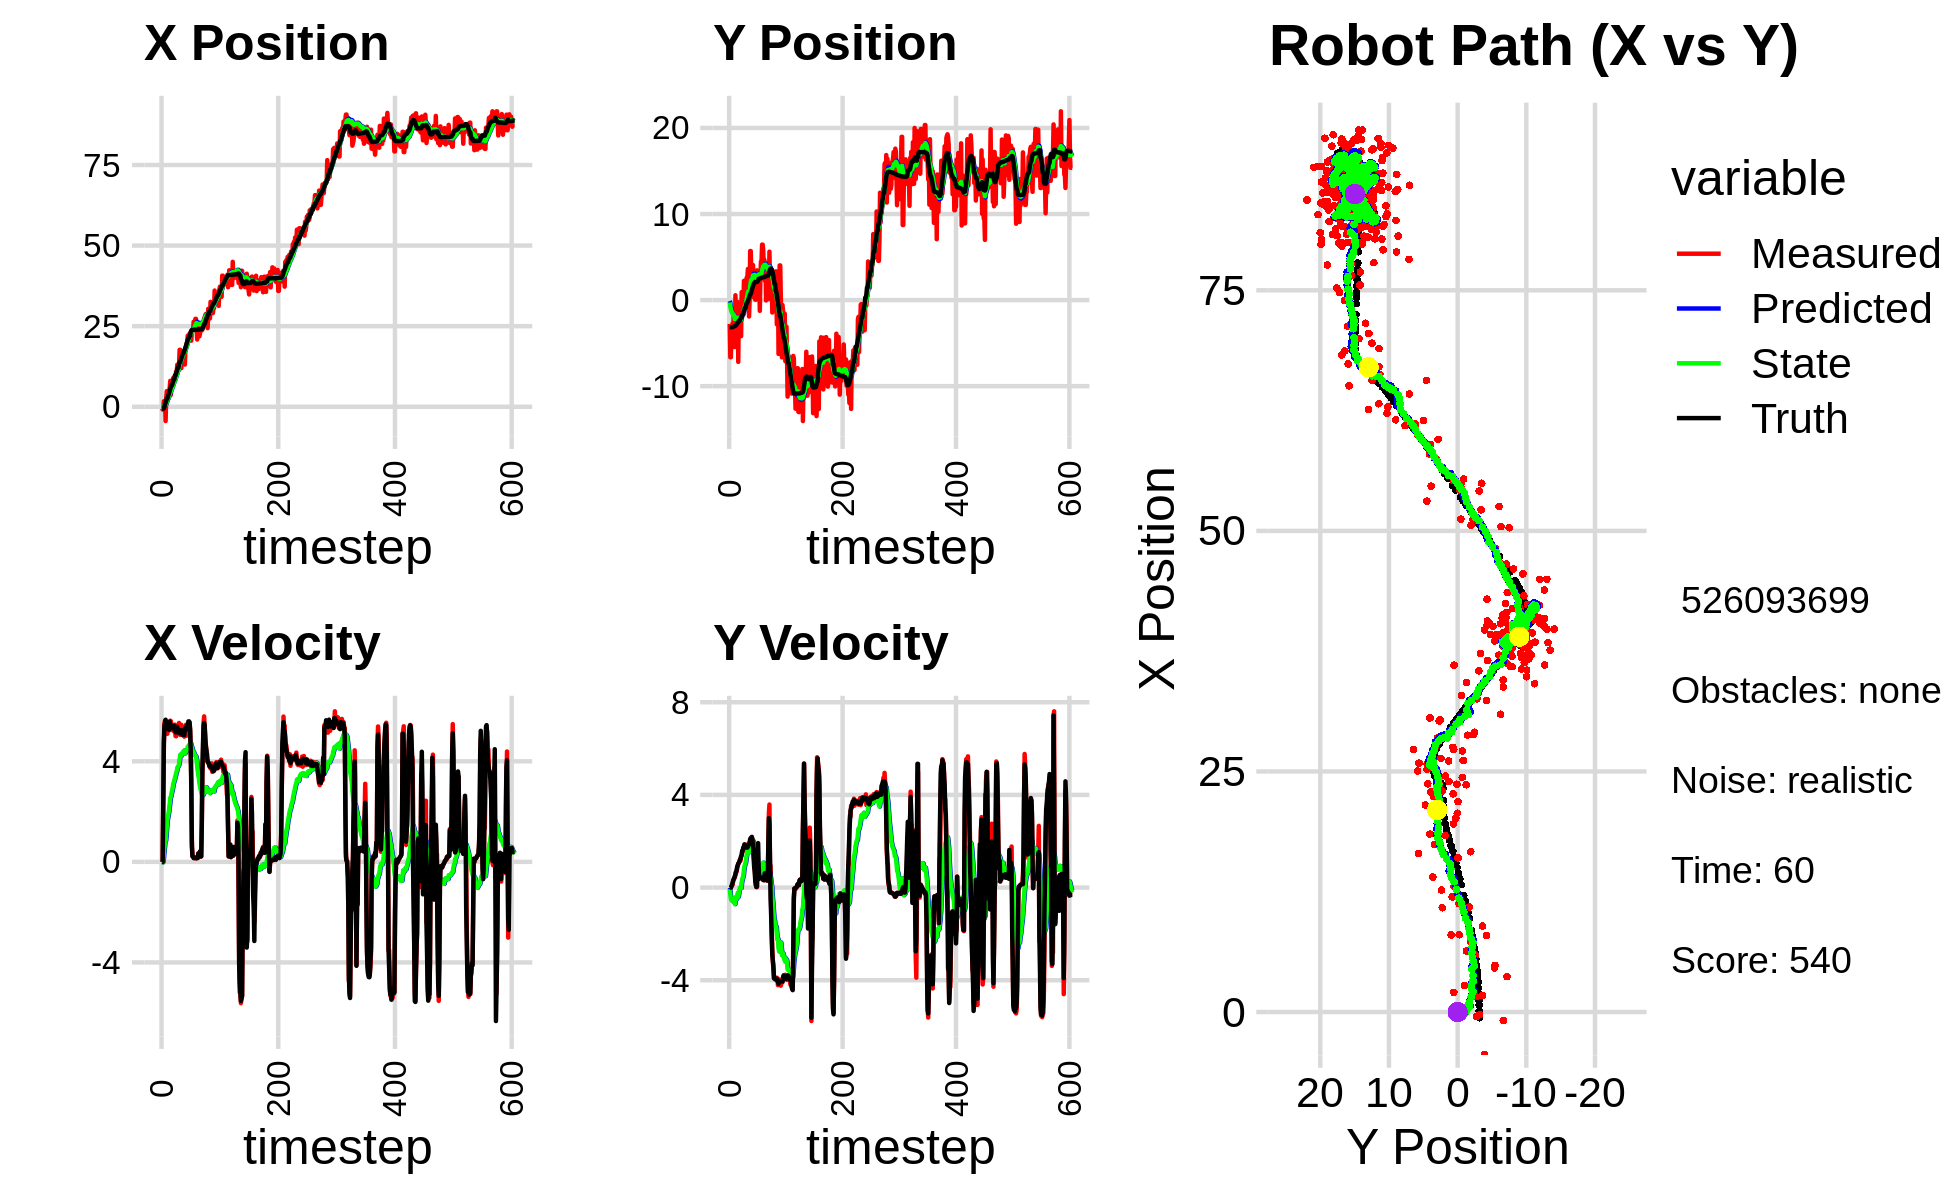 X Position
75
50
25
0
0
200
400
600
timestep
Y Position
20
10
0
-10
0
200
400
600
timestep
X Velocity
4
0
-4
0
200
400
600
timestep
Y Velocity
8
4
0
-4
0
200
400
600
timestep
Robot Path (X vs Y)
X Position
75
50
25
0
20 10 0 -10 -20
Y Position
variable
Measured
Predicted
State
Truth
526093699
Obstacles: none
Noise: realistic
Time: 60
Score: 540